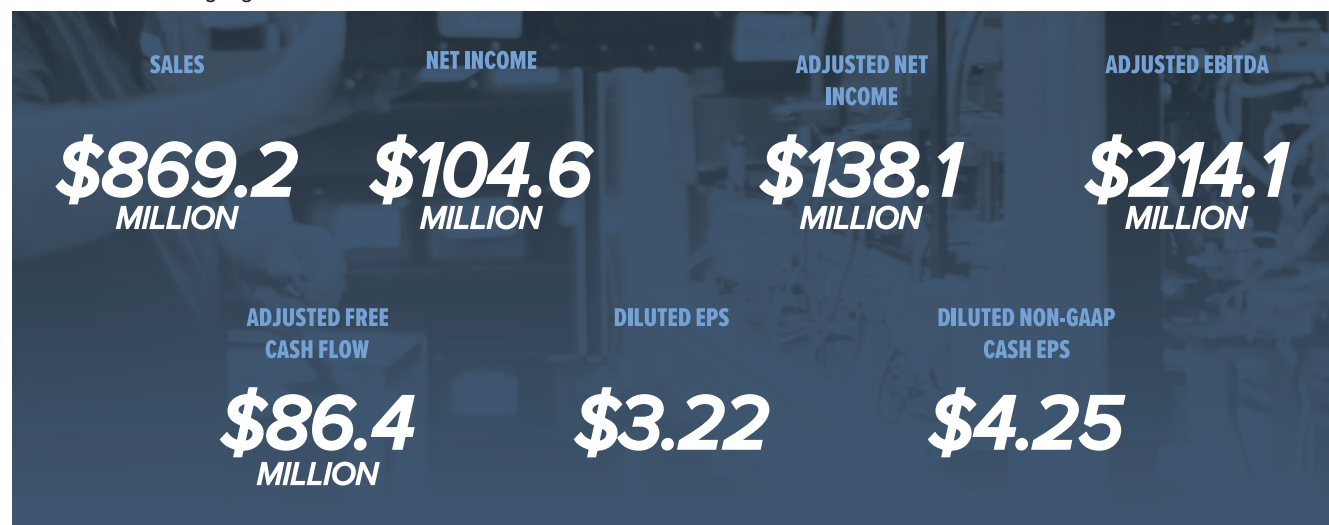 SALES
NET INCOME
ADJUSTED NET
INCOME
ADJUSTED EBITDA
$869.2
MILLION
$104.6
MILLION
$138.1
MILLION
$214.1
MILLION
ADJUSTED FREE
CASH FLOW
DILUTED EPS
DILUTED NON-GAAP
CASH EPS
$86.4
MILLION
$3.22
$4.25